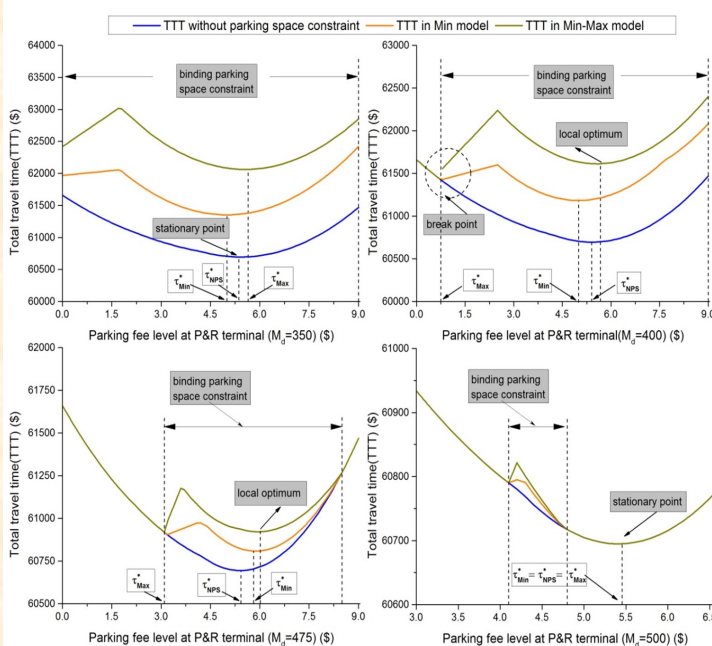 TTT without parking space constraint TTT in Min model TTT in Min-Max model
Total travel time(TTT) ($)
64000
63500
63000
62500
62000
61500
61000
60500
60000
binding parking
space constraint
stationary point
τ*Min
τ*NPS
τ*Max
0.0 1.5 3.0 4.5 6.0 7.5 9.0
Parking fee level at P&R terminal (Md=350) ($)
Total travel time(TTT) ($)
63000
62500
62000
61500
61000
60500
60000
binding parking
space constraint
local optimum
break point
τ*Max
τ*Min
τ*NPS
0.0 1.5 3.0 4.5 6.0 7.5 9.0
Parking fee level at P&R terminal(Md=400) ($)
Total travel time(TTT) ($)
62000
61750
61500
61250
61000
60750
60500
binding parking
space constraint
local optimum
τ*Max
τ*NPS
τ*Min
0.0 1.5 3.0 4.5 6.0 7.5 9.0
Parking fee level at P&R terminal (Md=475) ($)
Total travel time(TTT) ($)
61000
60900
60800
60700
60600
binding parking
space constraint
stationary point
τ*Min=τ*NPS=τ*Max
3.0 3.5 4.0 4.5 5.0 5.5 6.0 6.5
Parking fee level at P&R terminal (Md=500) ($)